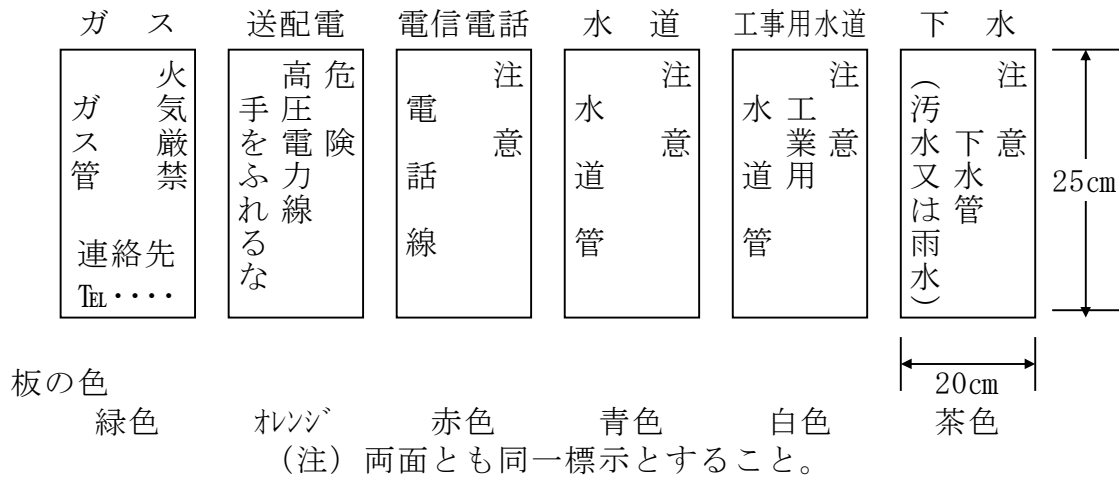 ガス
火気厳禁
ガス管
連絡先
℡・・・・
送配電
危険
高圧電力線
手をふれるな
電信電話
注意
電話線
水道
注意
水道管
工事用水道
注意
工業用
水道管
下水
注意
下水管
（汚水又は雨水）
25cm
20cm
板の色
緑色 オレンジ 赤色 青色 白色 茶色
（注）両面とも同一標示とすること。